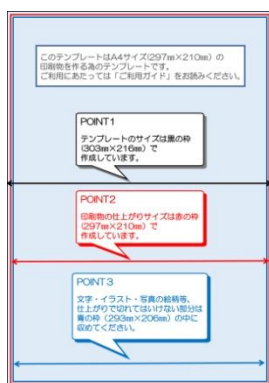 このテンプレートはA4サイズ(297㎜×210㎜)の
印刷物を作る為のテンプレートです。
ご利用にあたっては「ご利用ガイド」をお読みください。
POINT1
テンプレートのサイズは黒の枠
(303㎜×216㎜)で
作成しています。
POINT2
印刷物の仕上がりサイズは赤の枠
(297㎜×210㎜)で
作成しています。
POINT3
文字・イラスト・写真の絵柄等、
仕上がりで切れてはいけない部分は
青の枠(293㎜×206㎜)の中に
収めてください。